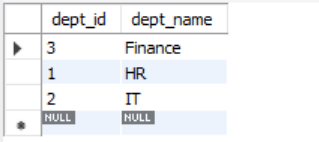 dept_id dept_name
3 Finance
1 HR
2 IT
NULL NULL